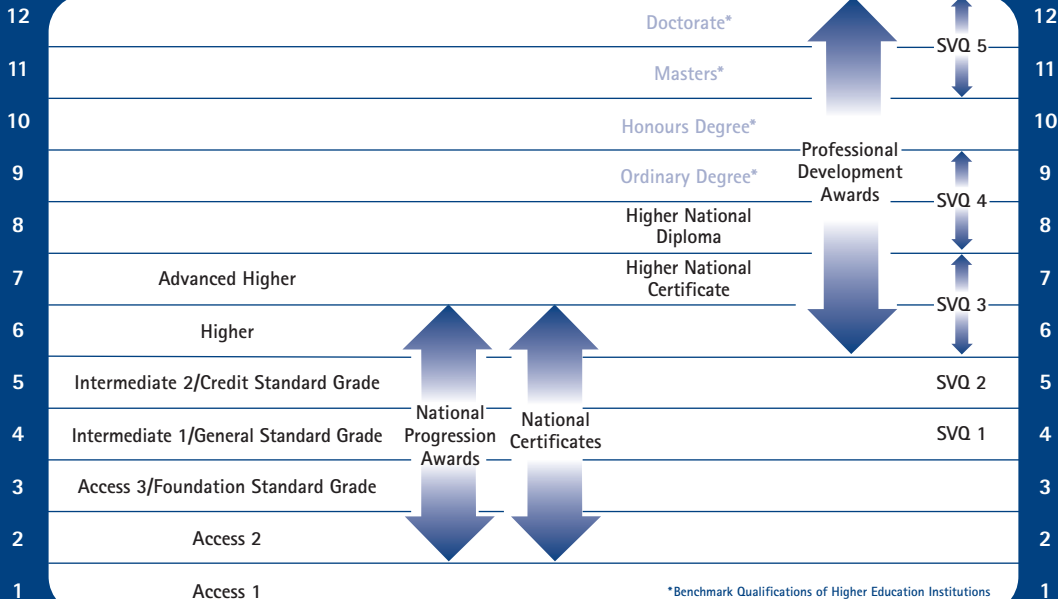 12 Doctorate* 12
SVQ 5
11 Masters* 11
10 Honours Degree* 10
Professional
Development
Awards
9 Ordinary Degree* 9
SVQ 4
8 Higher National
Diploma 8
7 Advanced Higher Higher National
Certificate 7
SVQ 3
6 Higher 6
5 Intermediate 2/Credit Standard Grade SVQ 2 5
National
Progression
Awards
National
Certificates
4 Intermediate 1/General Standard Grade SVQ 1 4
3 Access 3/Foundation Standard Grade 3
2 Access 2 2
1 Access 1 1
*Benchmark Qualifications of Higher Education Institutions